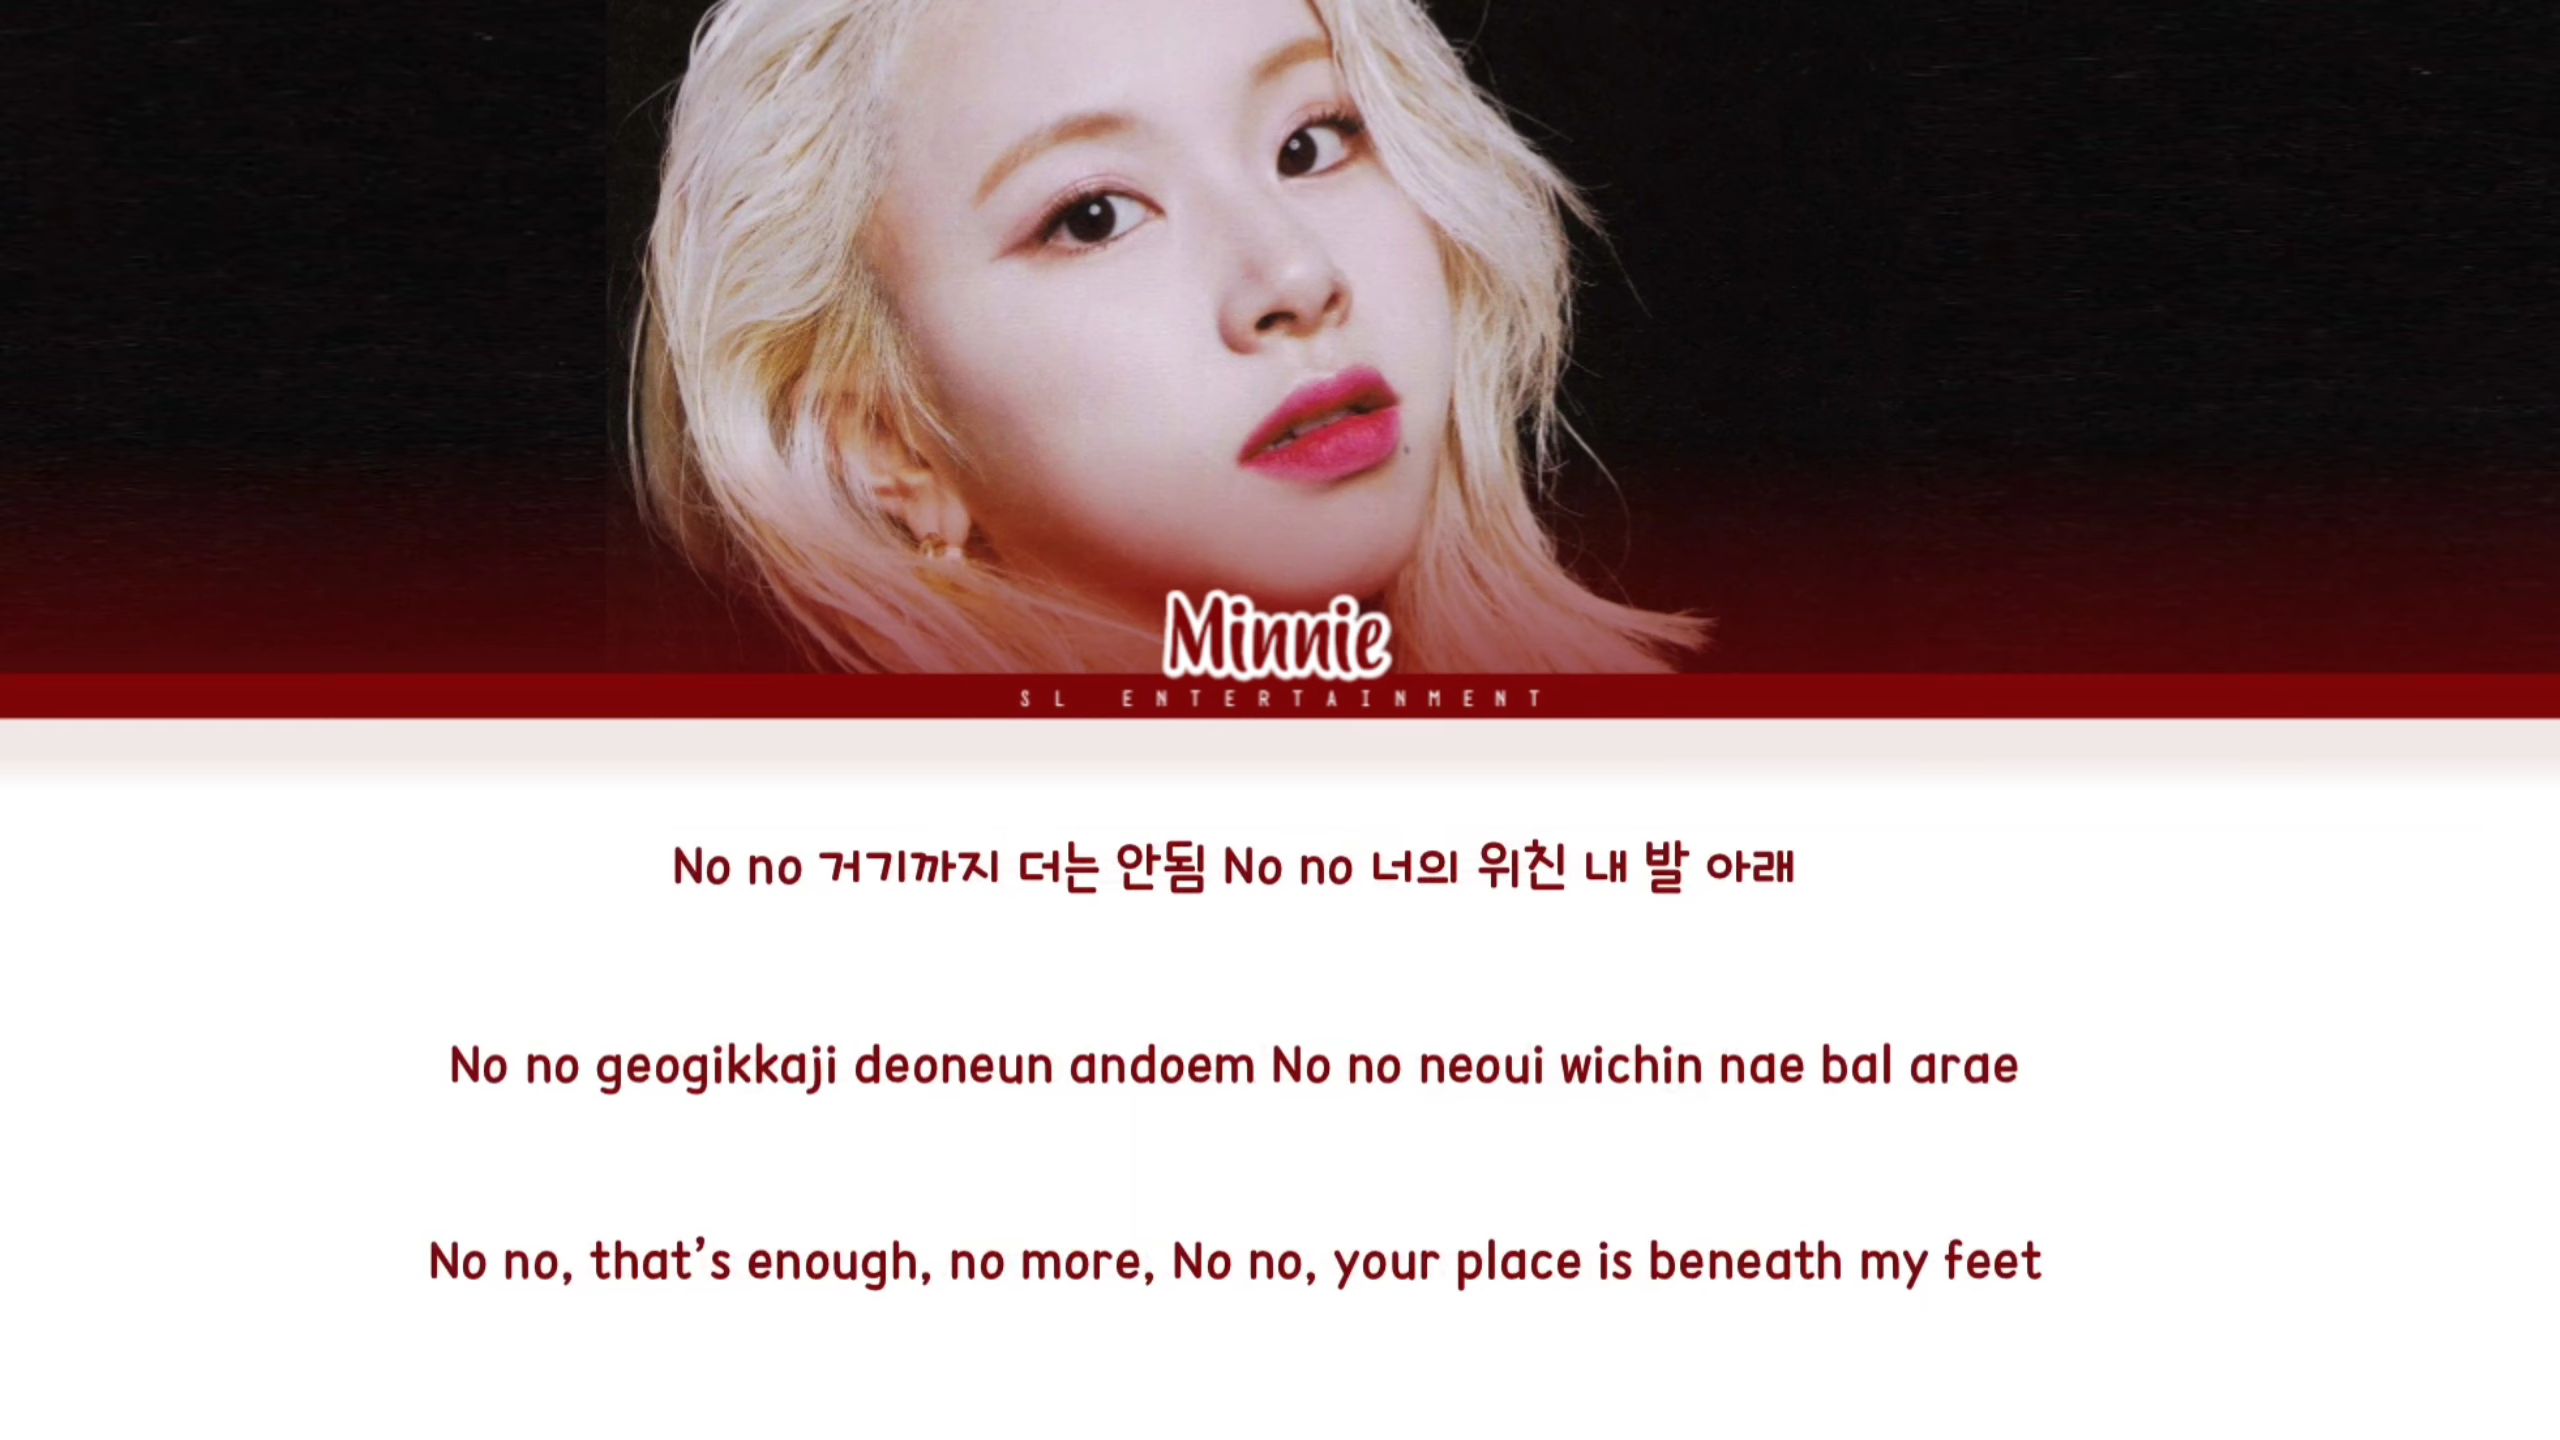 Minnie
SL ENTERTAINMENT
No no 거기까지 더는 안됨 No no 너의 위친 내 발 아래
No no geogikkaji deoneun andoem No no neoui wichin nae bal arae
No no, that’s enough, no more, No no, your place is beneath my feet